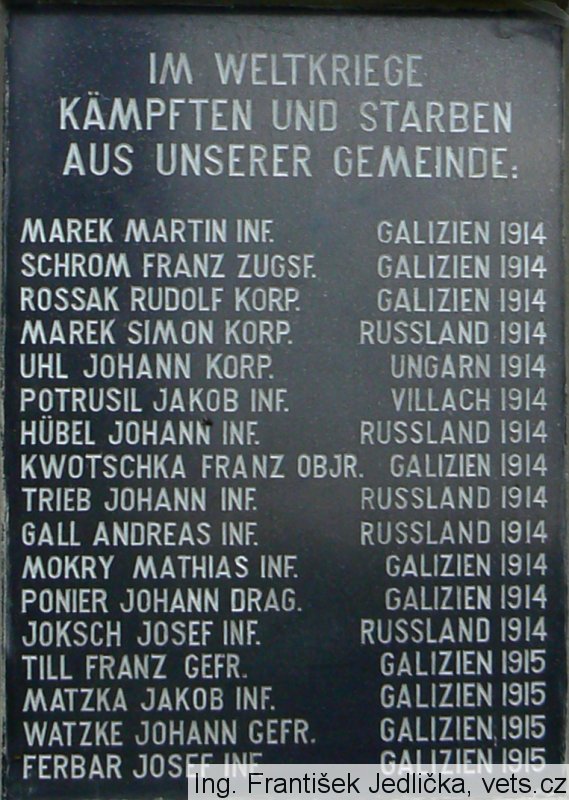 IM WELTKRIEGE
KÄMPFTEN UND STARBEN
AUS UNSERER GEMEINDE:
MAREK MARTIN INF. GALIZIEN 1914
SCHROM FRANZ ZUGSF. GALIZIEN 1914
ROSSAK RUDOLF KORP. GALIZIEN 1914
MAREK SIMON KORP. RUSSLAND 1914
UHL JOHANN KORP. UNGARN 1914
POTRUSIL JAKOB INF. VILLACH 1914
HÜBEL JOHANN INF. RUSSLAND 1914
KWOTSCHKA FRANZ OBJR. GALIZIEN 1914
TRIEB JOHANN INF. RUSSLAND 1914
GALL ANDREAS INF. RUSSLAND 1914
MOKRY MATHIAS INF. GALIZIEN 1914
PONIER JOHANN DRAG. GALIZIEN 1914
JOKSCH JOSEF INF. RUSSLAND 1914
TILL FRANZ GEFR. GALIZIEN 1915
MATZKA JAKOB INF. GALIZIEN 1915
WATZKE JOHANN GEFR. GALIZIEN 1915
FERBAR JOSEF INF. GALIZIEN 1915
Ing. František Jedlička, vets.cz